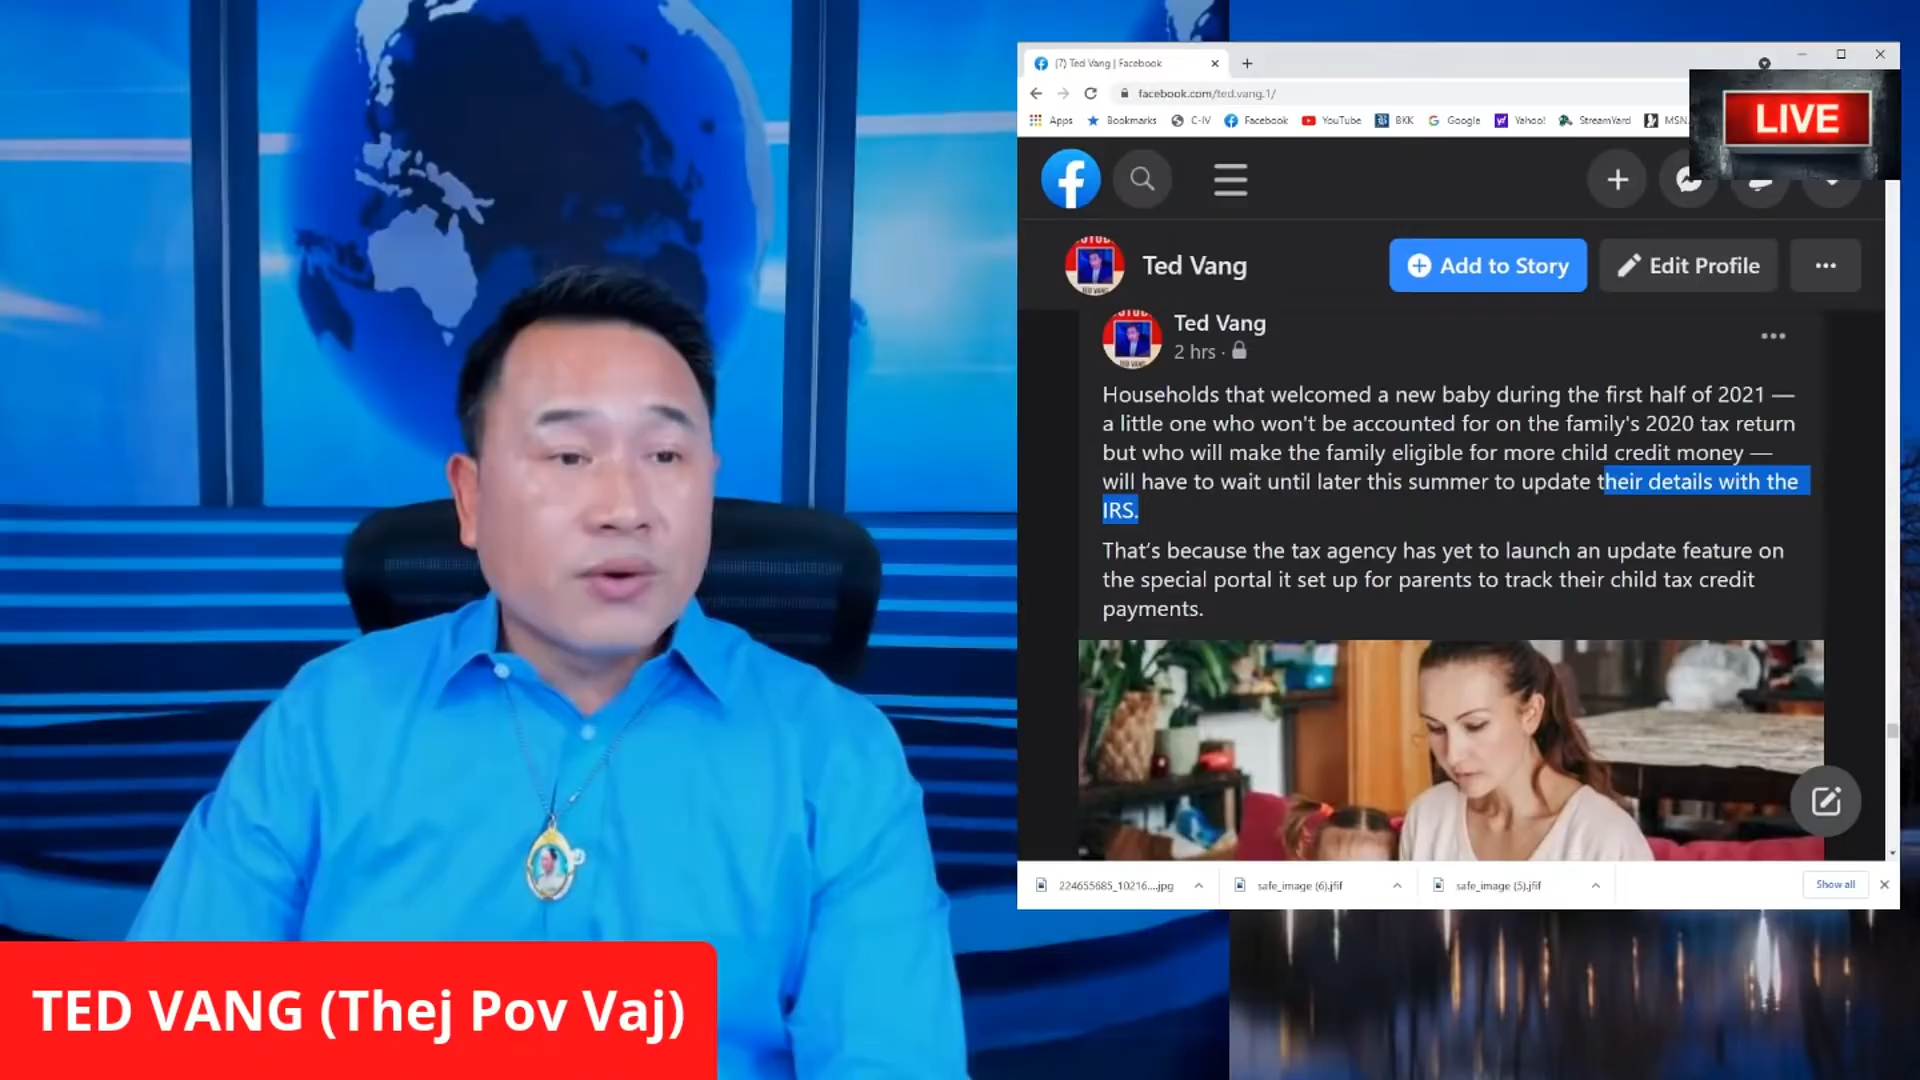 (7) Ted Vang | Facebook
facebook.com/ted.vang.1/
Apps Bookmarks C-IV Facebook YouTube BKK Google Yahoo! StreamYard MSN
LIVE
Ted Vang
Add to Story
Edit Profile
Ted Vang
2 hrs ·
Households that welcomed a new baby during the first half of 2021 —
a little one who won't be accounted for on the family's 2020 tax return
but who will make the family eligible for more child credit money —
will have to wait until later this summer to update their details with the
IRS.
That's because the tax agency has yet to launch an update feature on
the special portal it set up for parents to track their child tax credit
payments.
224655685_10216....jpg
safe_image (6).jfif
safe_image (5).jfif
Show all
TED VANG (Thej Pov Vaj)